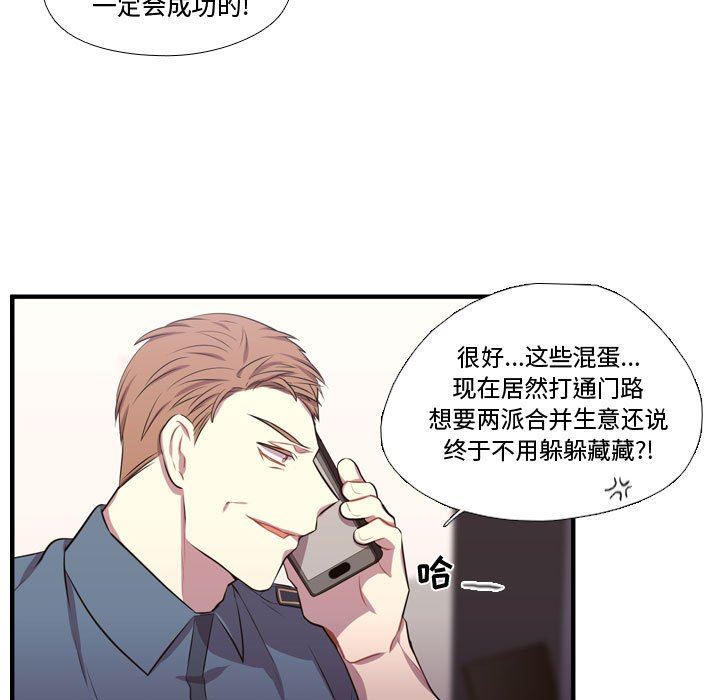 一定会成功的!
很好...这些混蛋...
现在居然打通门路
想要两派合并生意还说
终于不用躲躲藏藏?!
哈